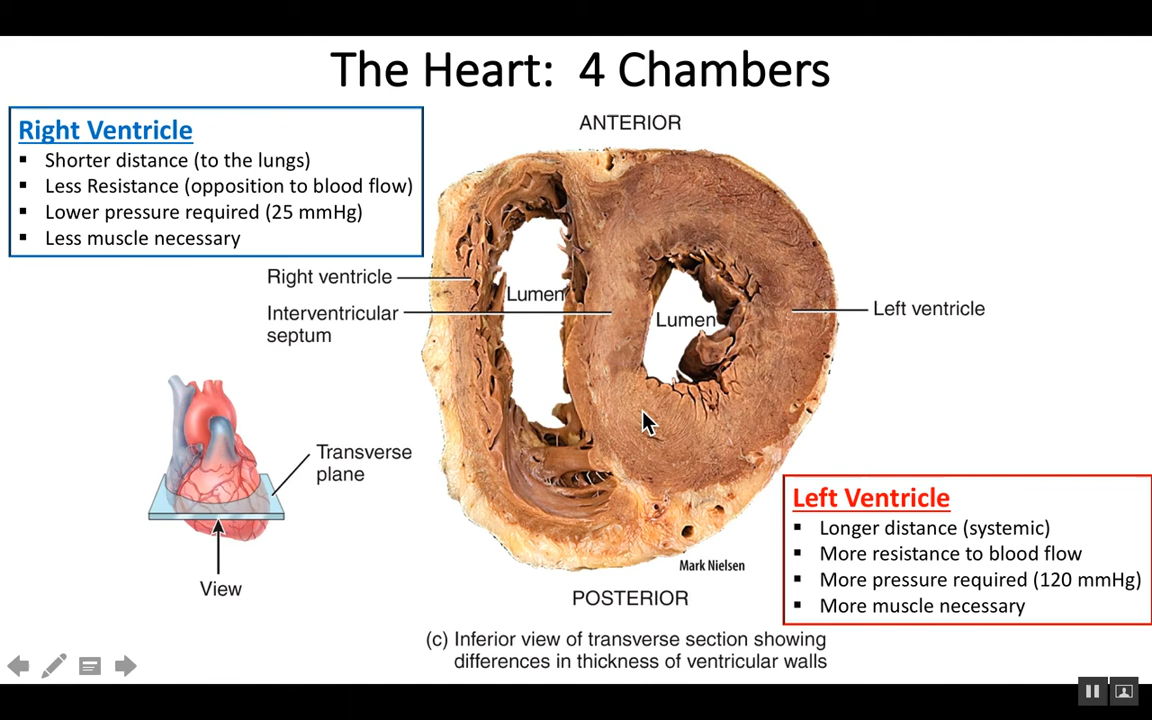 The Heart:  4 Chambers
Right Ventricle
▪ Shorter distance (to the lungs)
▪ Less Resistance (opposition to blood flow)
▪ Lower pressure required (25 mmHg)
▪ Less muscle necessary
ANTERIOR
Right ventricle
Lumen
Interventricular
septum
Lumen
Left ventricle
Transverse
plane
View
Left Ventricle
▪ Longer distance (systemic)
▪ More resistance to blood flow
▪ More pressure required (120 mmHg)
▪ More muscle necessary
Mark Nielsen
POSTERIOR
(c) Inferior view of transverse section showing
differences in thickness of ventricular walls